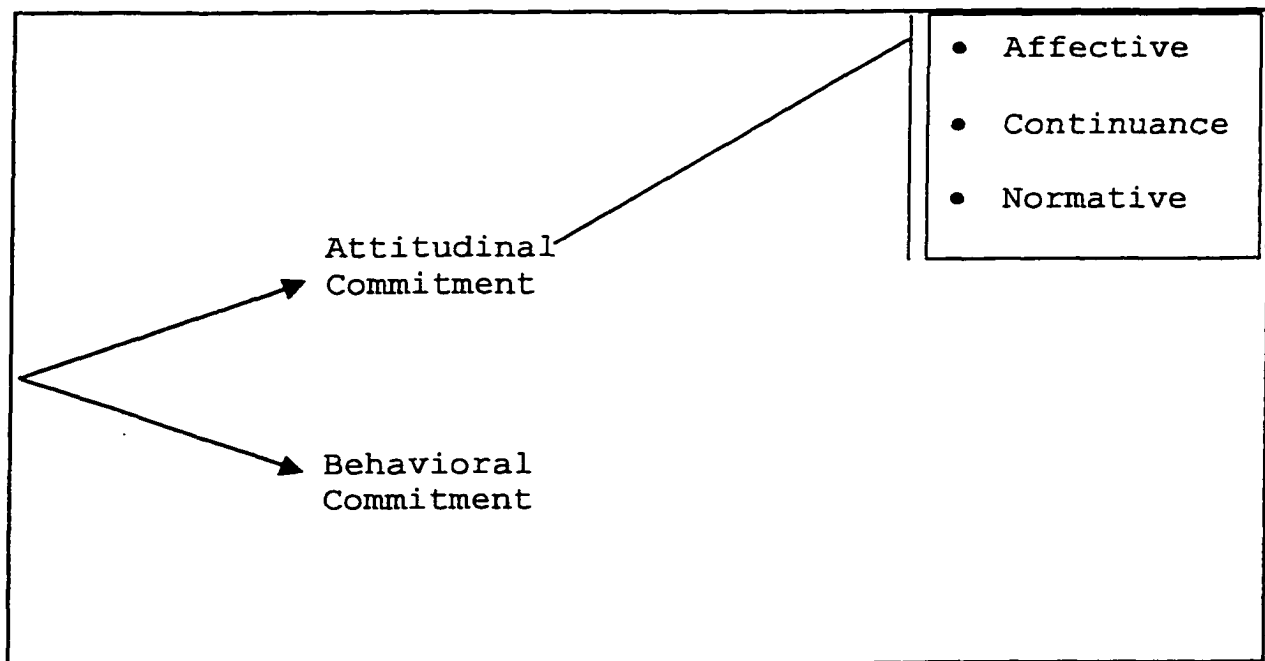 • Affective
• Continuance
• Normative
Attitudinal
Commitment
Behavioral
Commitment